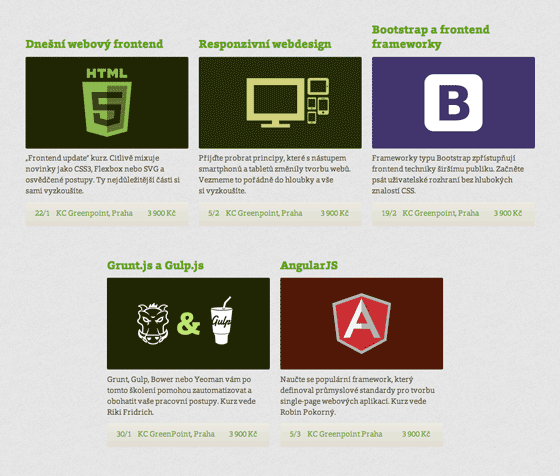 Dnešní webový frontend
HTML
5
„Frontend update“ kurz. Citlivě mixuje
novinky jako CSS3, Flexbox nebo SVG a
osvědčené postupy. Ty nejdůležitější části si
sami vyzkoušíte.
22/1 KC Greenpoint, Praha 3 900 Kč
Responzivní webdesign
Přijďte probrat principy, které s nástupem
smartphonů a tabletů změnily tvorbu webů.
Vezmeme to pořádně do hloubky a vše
si vyzkoušíte.
5/2 KC Greenpoint, Praha 3 900 Kč
Bootstrap a frontend
frameworky
B
Frameworky typu Bootstrap zpřístupňují
frontend techniky širšímu publiku. Začněte
psát uživatelské rozhraní bez hlubokých
znalostí CSS.
19/2 KC Greenpoint, Praha 3 900 Kč
Grunt.js a Gulp.js
&
Gulp
Grunt, Gulp, Bower nebo Yeoman vám po
tomto školení pomohou zautomatizovat a
obohatit vaše pracovní postupy. Kurz vede
Riki Fridrich.
30/1 KC GreenPoint, Praha 3 900 Kč
AngularJS
A
Naučte se populární framework, který
definoval průmyslové standardy pro tvorbu
single-page webových aplikací. Kurz vede
Robin Pokorný.
5/3 KC GreenPoint, Praha 3 900 Kč